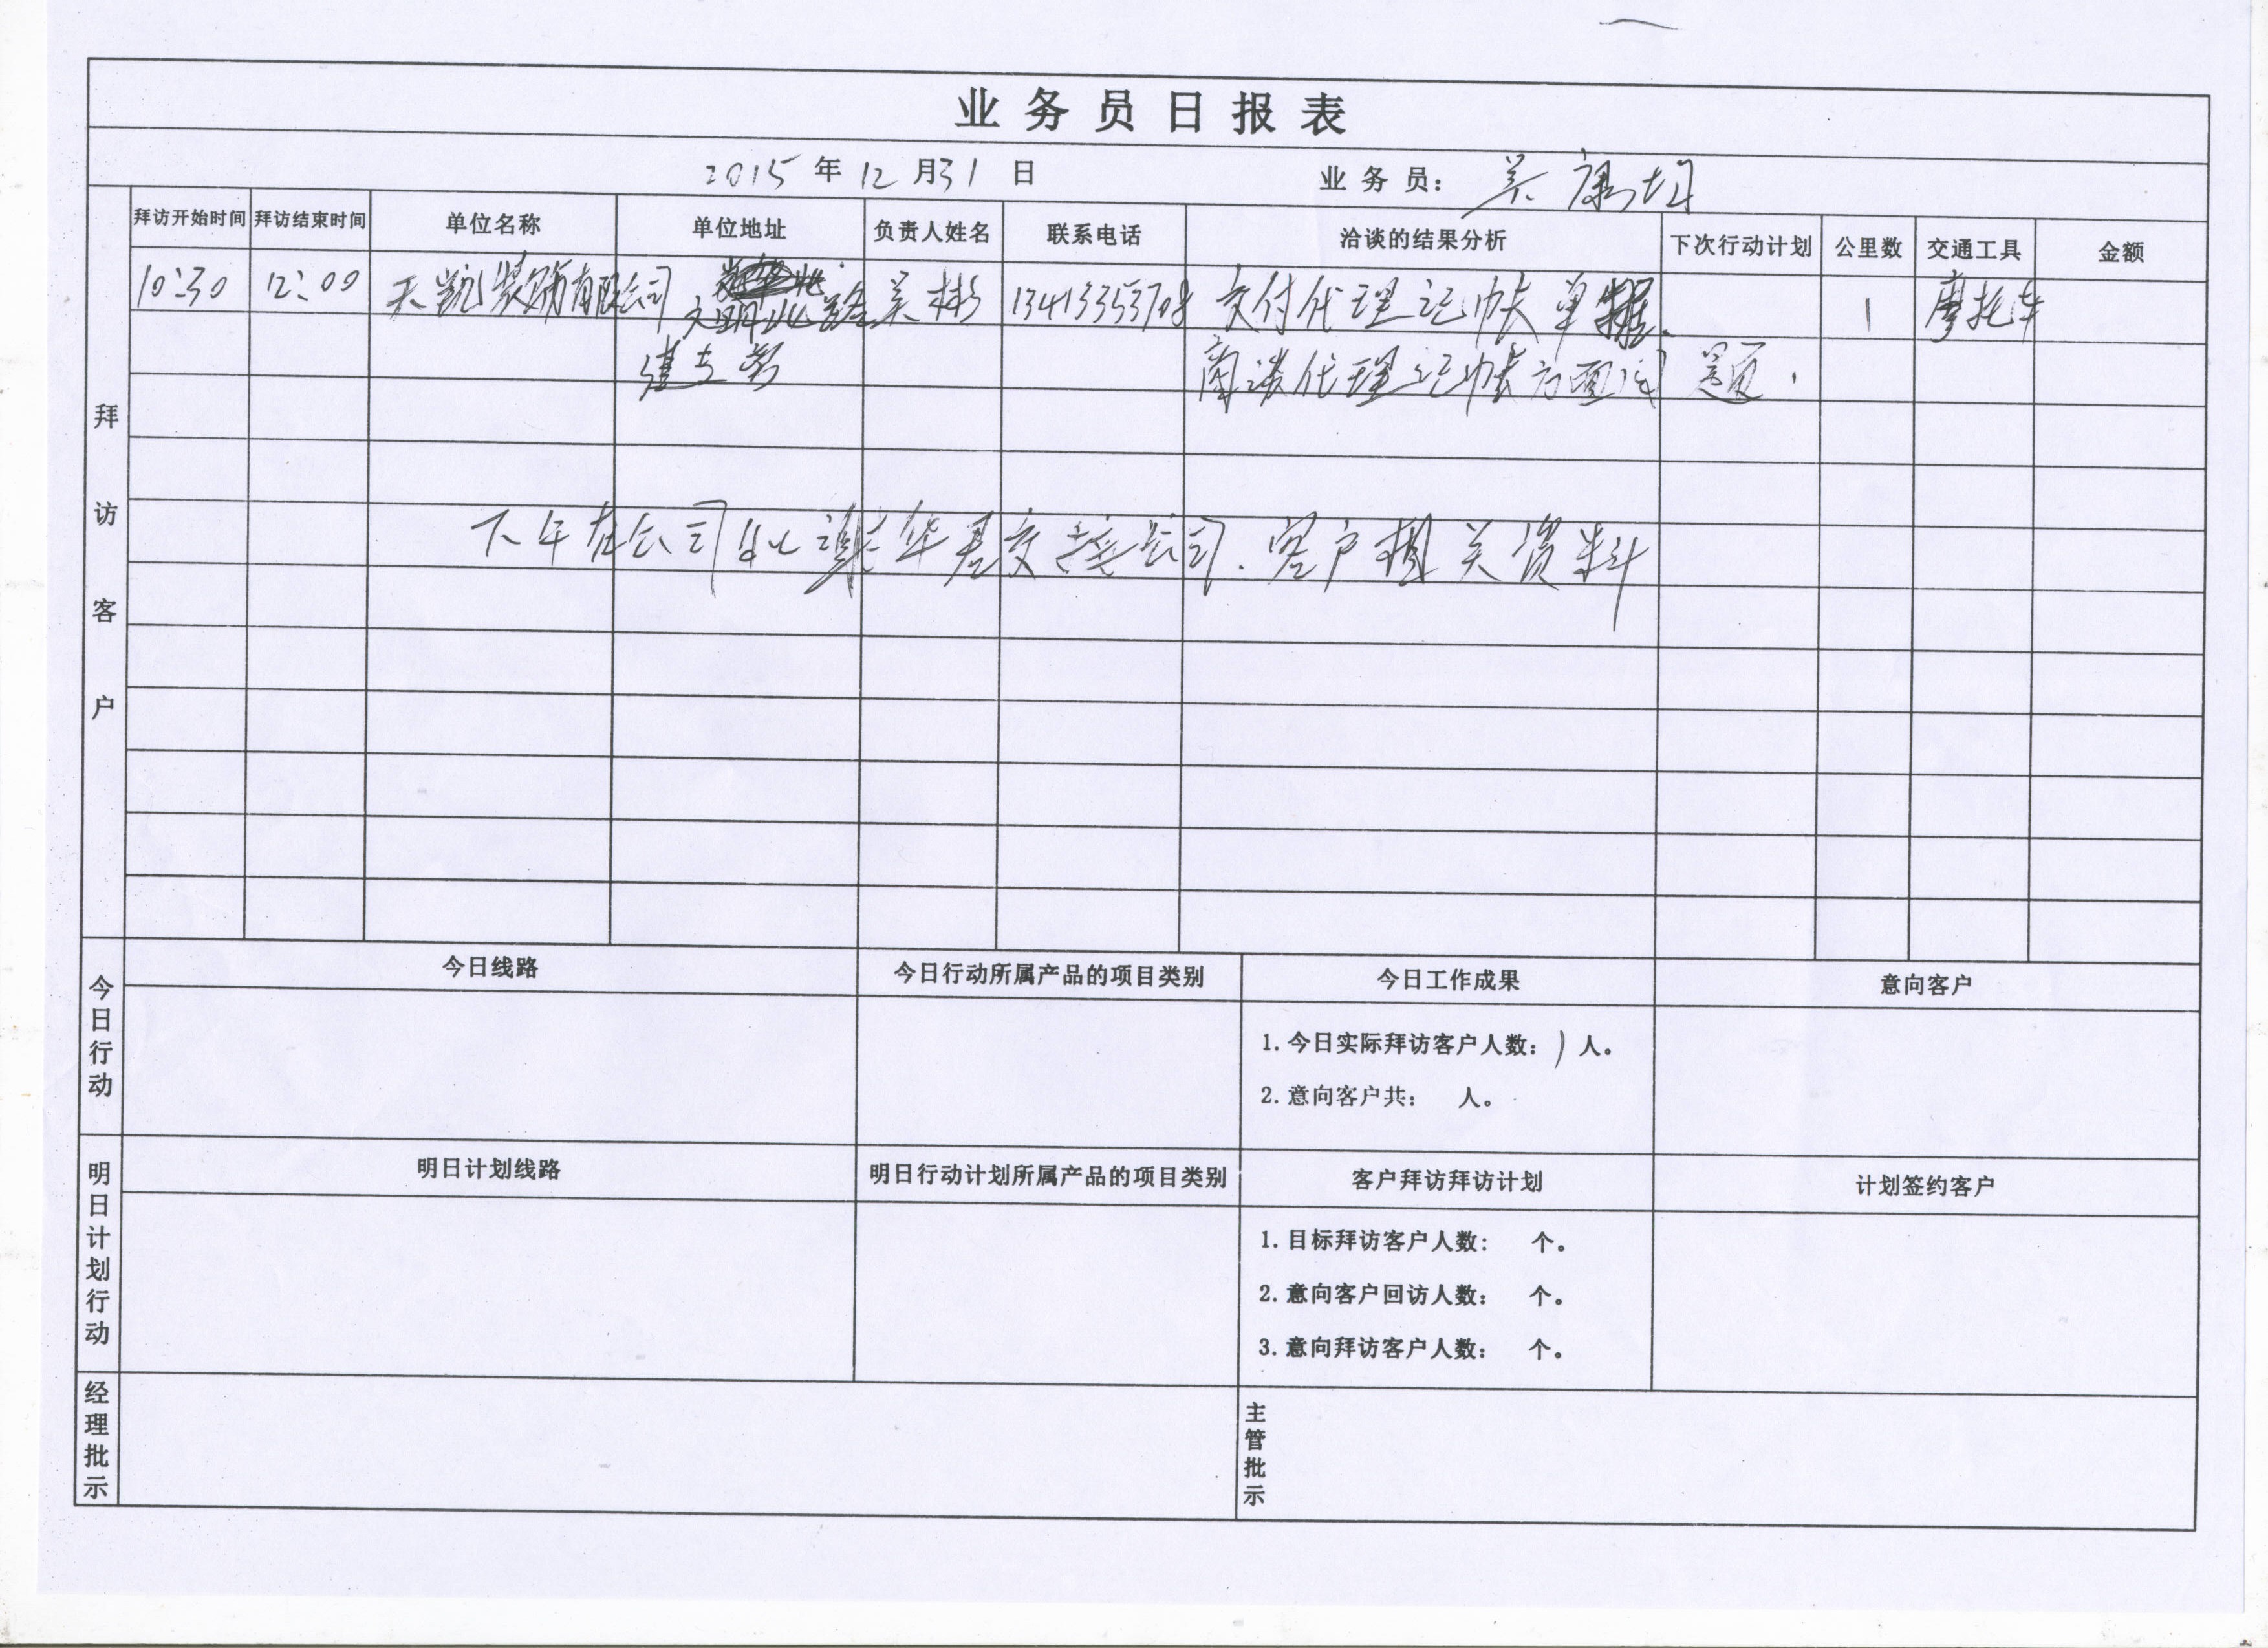 业务员日报表
2015 年 12 月 31 日 业务员: 吴
拜访客户
拜访开始时间 拜访结束时间 单位名称 单位地址 负责人姓名 联系电话 洽谈的结果分析 下次行动计划 公里数 交通工具 金额
10:30 12:00 天凯装饰有限公司 文明北路 吴彬 13413353708 交付代理记帐单据. 1 摩托车
商谈代理记帐方面问题.
下午在公司与谢华基交接公司.客户相关资料
今日行动
今日线路 今日行动所属产品的项目类别 今日工作成果 意向客户
1.今日实际拜访客户人数: 1 人。
2.意向客户共: 人。
明日计划行动
明日计划线路 明日行动计划所属产品的项目类别 客户拜访拜访计划 计划签约客户
1.目标拜访客户人数: 个。
2.意向客户回访人数: 个。
3.意向拜访客户人数: 个。
经理批示 主管批示